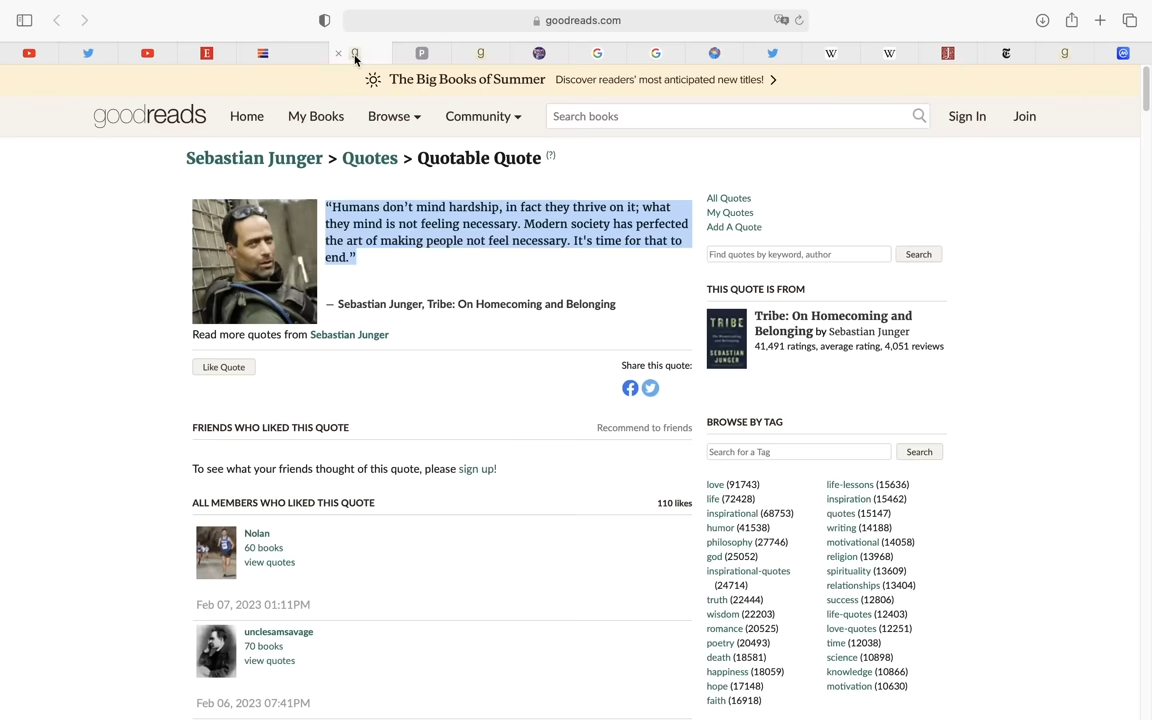 goodreads.com
The Big Books of Summer Discover readers' most anticipated new titles!
goodreads Home My Books Browse Community Search books Sign In Join
Sebastian Junger > Quotes > Quotable Quote (?)
“Humans don’t mind hardship, in fact they thrive on it; what
they mind is not feeling necessary. Modern society has perfected
the art of making people not feel necessary. It's time for that to
end.”
― Sebastian Junger, Tribe: On Homecoming and Belonging
Read more quotes from Sebastian Junger
Like Quote
Share this quote:
FRIENDS WHO LIKED THIS QUOTE
Recommend to friends
To see what your friends thought of this quote, please sign up!
ALL MEMBERS WHO LIKED THIS QUOTE
110 likes
Nolan
60 books
view quotes
Feb 07, 2023 01:11PM
unclesamsavage
70 books
view quotes
Feb 06, 2023 07:41PM
All Quotes
My Quotes
Add A Quote
Find quotes by keyword, author Search
THIS QUOTE IS FROM
TRIBE
SEBASTIAN
JUNGER
Tribe: On Homecoming and
Belonging by Sebastian Junger
41,491 ratings, average rating, 4,051 reviews
BROWSE BY TAG
Search for a Tag Search
love (91743)
life (72428)
inspirational (68753)
humor (41538)
philosophy (27746)
god (25052)
inspirational-quotes
(24714)
truth (22444)
wisdom (22203)
romance (20525)
poetry (20493)
death (18581)
happiness (18059)
hope (17148)
faith (16918)
life-lessons (15636)
inspiration (15462)
quotes (15147)
writing (14188)
motivational (14058)
religion (13968)
spirituality (13609)
relationships (13404)
success (12806)
life-quotes (12403)
love-quotes (12251)
time (12038)
science (10898)
knowledge (10866)
motivation (10630)